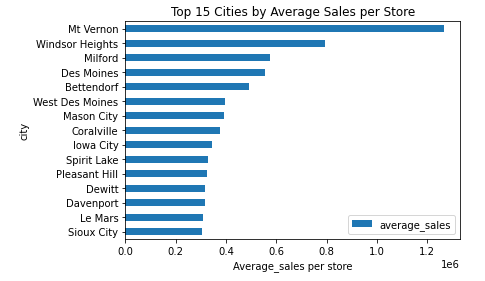 Top 15 Cities by Average Sales per Store
Mt Vernon
Windsor Heights
Milford
Des Moines
Bettendorf
West Des Moines
Mason City
Coralville
Iowa City
Spirit Lake
Pleasant Hill
Dewitt
Davenport
Le Mars
Sioux City
city
average_sales
0.0 0.2 0.4 0.6 0.8 1.0 1.2
1e6
Average_sales per store